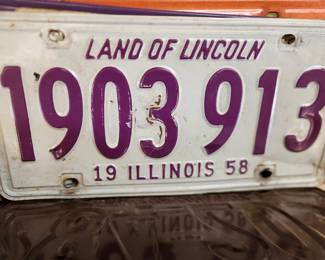 LAND OF LINCOLN
1903 913
19 ILLINOIS 58